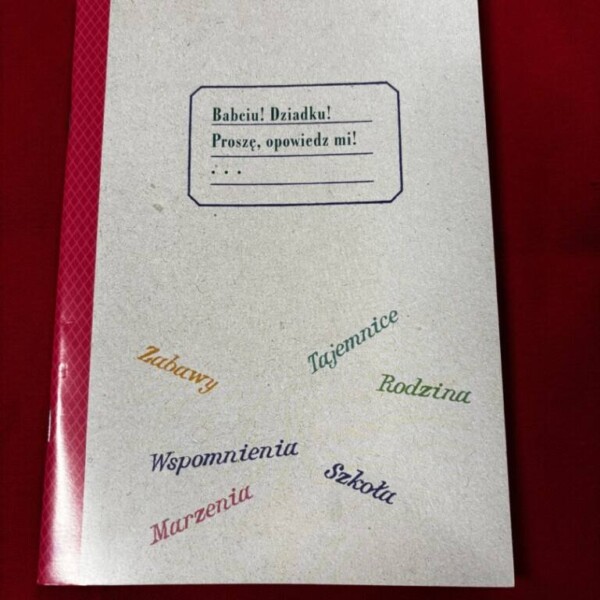 Babciu! Dziadku!
Proszę, opowiedz mi!
. . .
Tajemnice
Zabawy
Rodzina
Wspomnienia
Szkoła
Marzenia